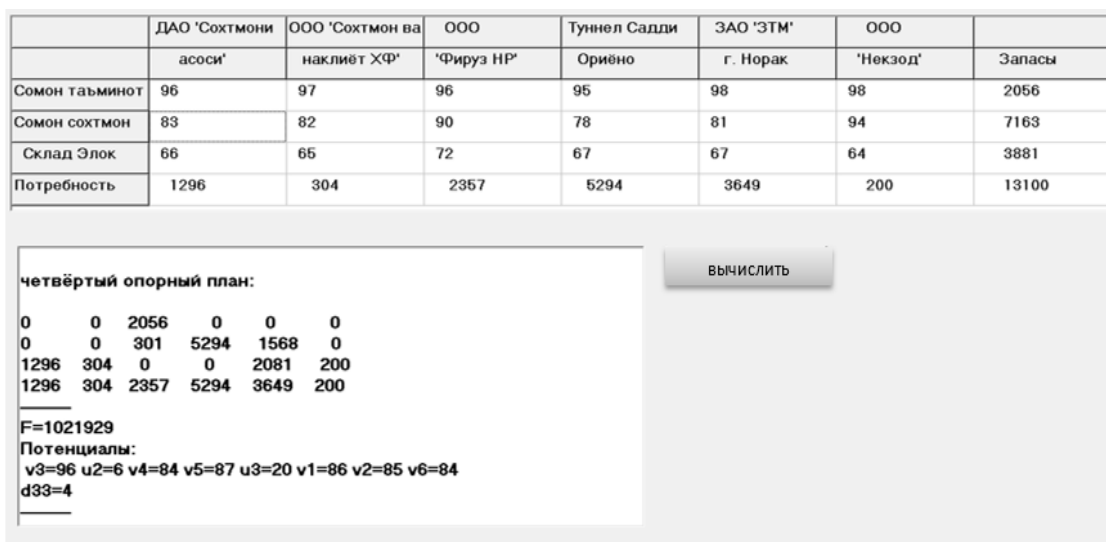 ДАО 'Сохтмони ООО 'Сохтмон ва ООО Туннел Садди ЗАО 'ЗТМ' ООО
асоси' наклиёт ХФ' 'Фируз НР' Ориёно г. Норак 'Некзод' Запасы
Сомон таъминот 96 97 96 95 98 98 2056
Сомон сохтмон 83 82 90 78 81 94 7163
Склад Элок 66 65 72 67 67 64 3881
Потребность 1296 304 2357 5294 3649 200 13100
вычислить
четвёртый опорный план:
0 0 2056 0 0 0
0 0 301 5294 1568 0
1296 304 0 0 2081 200
1296 304 2357 5294 3649 200
F=1021929
Потенциалы:
v3=96 u2=6 v4=84 v5=87 u3=20 v1=86 v2=85 v6=84
d33=4